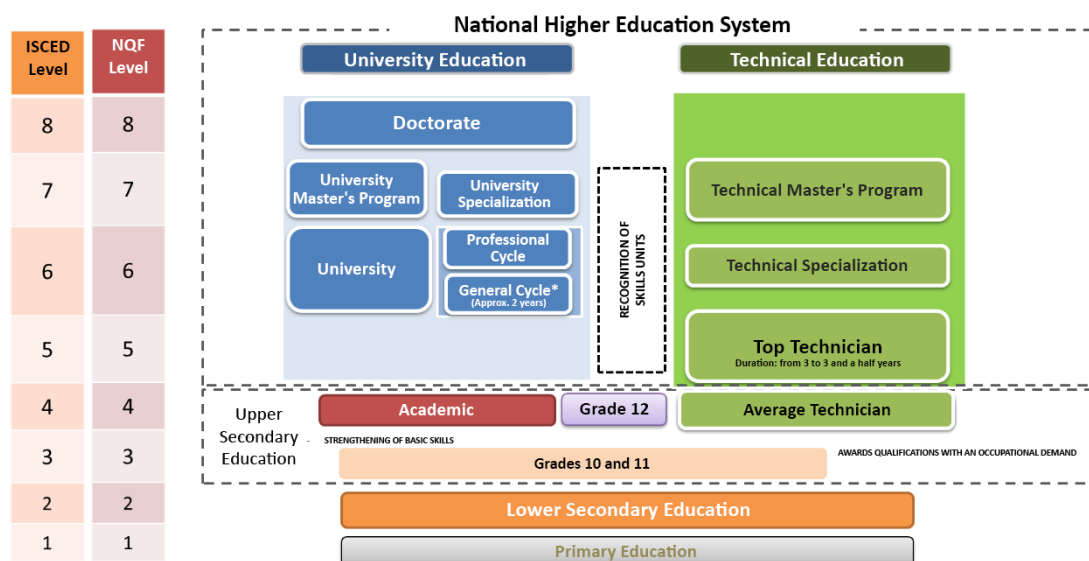 National Higher Education System
ISCED
Level
NQF
Level
University Education
Technical Education
8
8
Doctorate
7
7
University
Master's Program
University
Specialization
Technical Master's Program
6
6
University
Professional
Cycle
General Cycle*
(Approx. 2 years)
RECOGNITION OF
SKILLS UNITS
Technical Specialization
5
5
Top Technician
Duration: from 3 to 3 and a half years
4
4
Upper
Secondary
Education
Academic
Grade 12
Average Technician
STRENGTHENING OF BASIC SKILLS
3
3
Grades 10 and 11
AWARDS QUALIFICATIONS WITH AN OCCUPATIONAL DEMAND
2
2
Lower Secondary Education
1
1
Primary Education